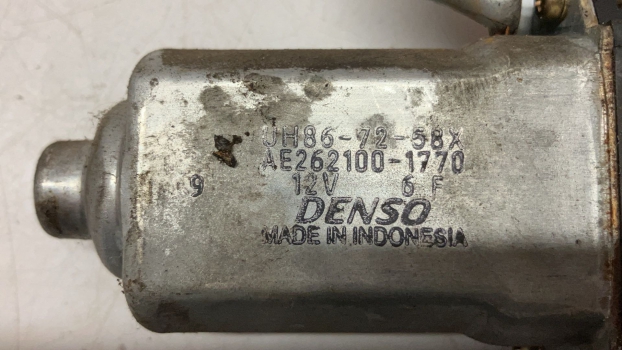 UH86-72-58X
AE262100-1770
9 12V 6 F
DENSO
MADE IN INDONESIA